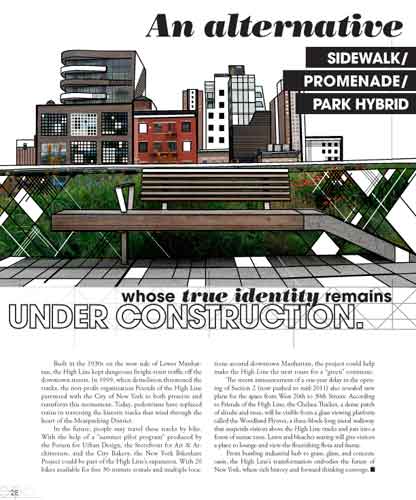 An alternative
SIDEWALK/
PROMENADE/
PARK HYBRID
whose true identity remains
UNDER CONSTRUCTION.
Built in the 1930s on the west side of Lower Manhat-
tan, the High Line kept dangerous freight-train traffic off the
downtown streets. In 1999, when demolition threatened the
tracks, the non-profit organization Friends of the High Line
partnered with the City of New York to both preserve and
transform this monument. Today, pedestrians have replaced
trains in traversing the historic tracks that wind through the
heart of the Meatpacking District.
In the future, people may travel these tracks by bike.
With the help of a "summer pilot program" produced by
the Forum for Urban Design, the Storefront for Art & Ar-
chitecture, and the City Bakery, the New York Bikeshare
Project could be part of the High Line's expansion. With 20
bikes available for free 30-minute rentals and multiple loca-
tions around downtown Manhattan, the project could help
make the High Line the next route for a "green" commute.
The recent announcement of a one-year delay in the open-
ing of Section 2 (now pushed to mid-2011) also revealed new
plans for the space from West 20th to 30th Streets. According
to Friends of the High Line, the Chelsea Thicket, a dense patch
of shrubs and trees, will be visible from a glass viewing platform
called the Woodland Flyover, a three-block-long raised walkway
that suspends visitors above the High Line tracks and into a
forest of sumac trees. Lawn and bleacher seating will give visitors
a place to lounge and view the flourishing flora and fauna.
From bustling industrial hub to grass, glass, and concrete
oasis, the High Line's transformation embodies the future of
New York, where rich history and forward thinking converge.